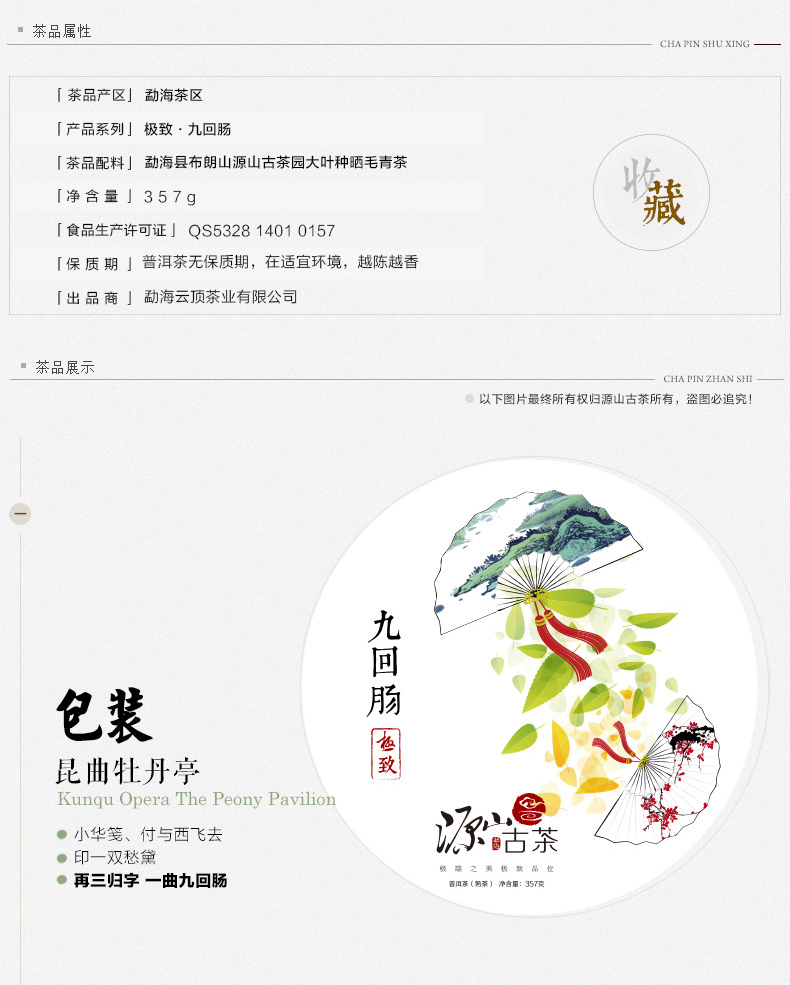 茶品属性
CHA PIN SHU XING
「茶品产区」 勐海茶区
「产品系列」 极致·九回肠
「茶品配料」 勐海县布朗山源山古茶园大叶种晒毛青茶
「净含量」 357g
「食品生产许可证」 QS5328 1401 0157
「保质期」 普洱茶无保质期，在适宜环境，越陈越香
「出品商」 勐海云顶茶业有限公司
收藏
茶品展示
CHA PIN ZHAN SHI
以下图片最终所有权归源山古茶所有，盗图必追究！
一
九回肠
极致
包装
昆曲牡丹亭
Kunqu Opera The Peony Pavilion
小华笺、付与西飞去
印一双愁黛
再三归字 一曲九回肠
源山古茶
极端之美极致品位
普洱茶（熟茶） 净含量：357克